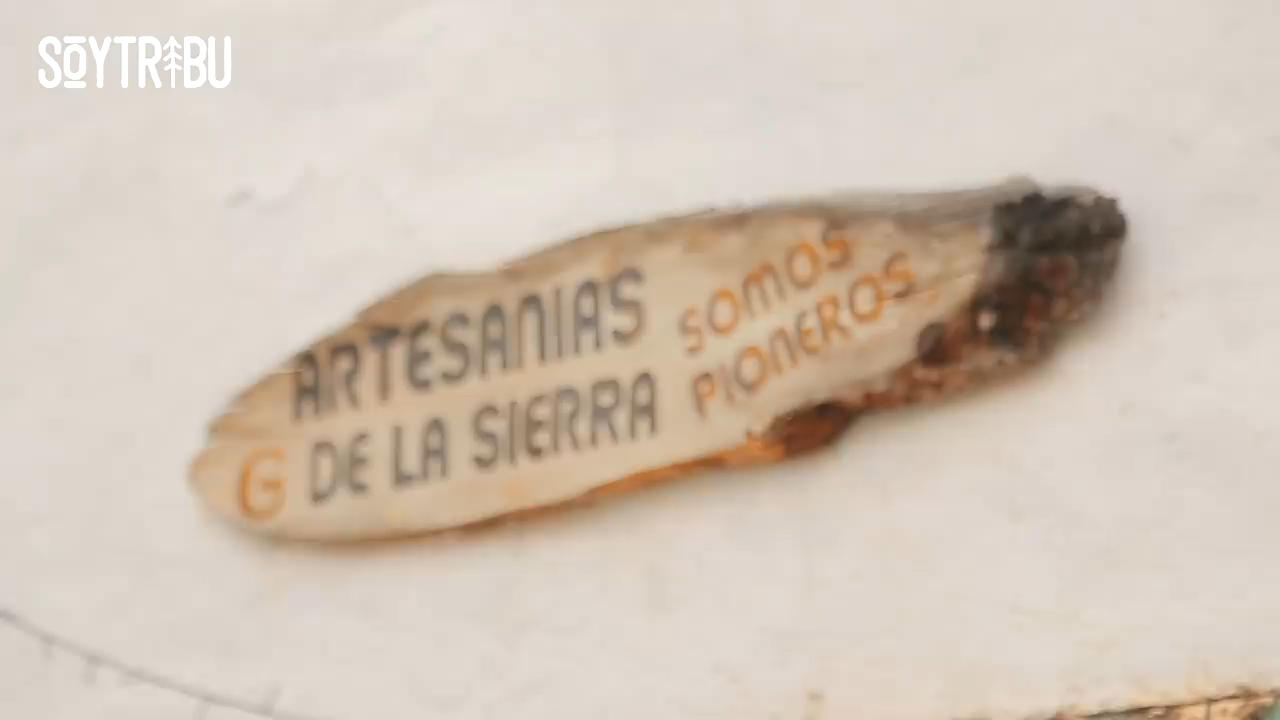 SOYTRIBU
ARTESANIAS
G DE LA SIERRA
SOMOS
PIONEROS